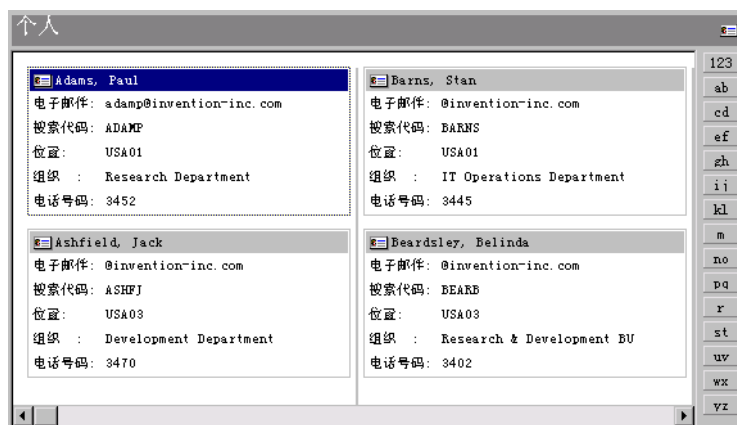 个人
Adams, Paul
电子邮件: adamp@invention-inc.com
搜索代码: ADAMP
位置: USA01
组织 : Research Department
电话号码: 3452
Ashfield, Jack
电子邮件: @invention-inc.com
搜索代码: ASHFJ
位置: USA03
组织 : Development Department
电话号码: 3470
Barns, Stan
电子邮件: @invention-inc.com
搜索代码: BARNS
位置: USA01
组织 : IT Operations Department
电话号码: 3445
Beardsley, Belinda
电子邮件: @invention-inc.com
搜索代码: BEARB
位置: USA03
组织 : Research & Development BU
电话号码: 3402
123
ab
cd
ef
gh
ij
kl
m
no
pq
r
st
uv
wx
yz